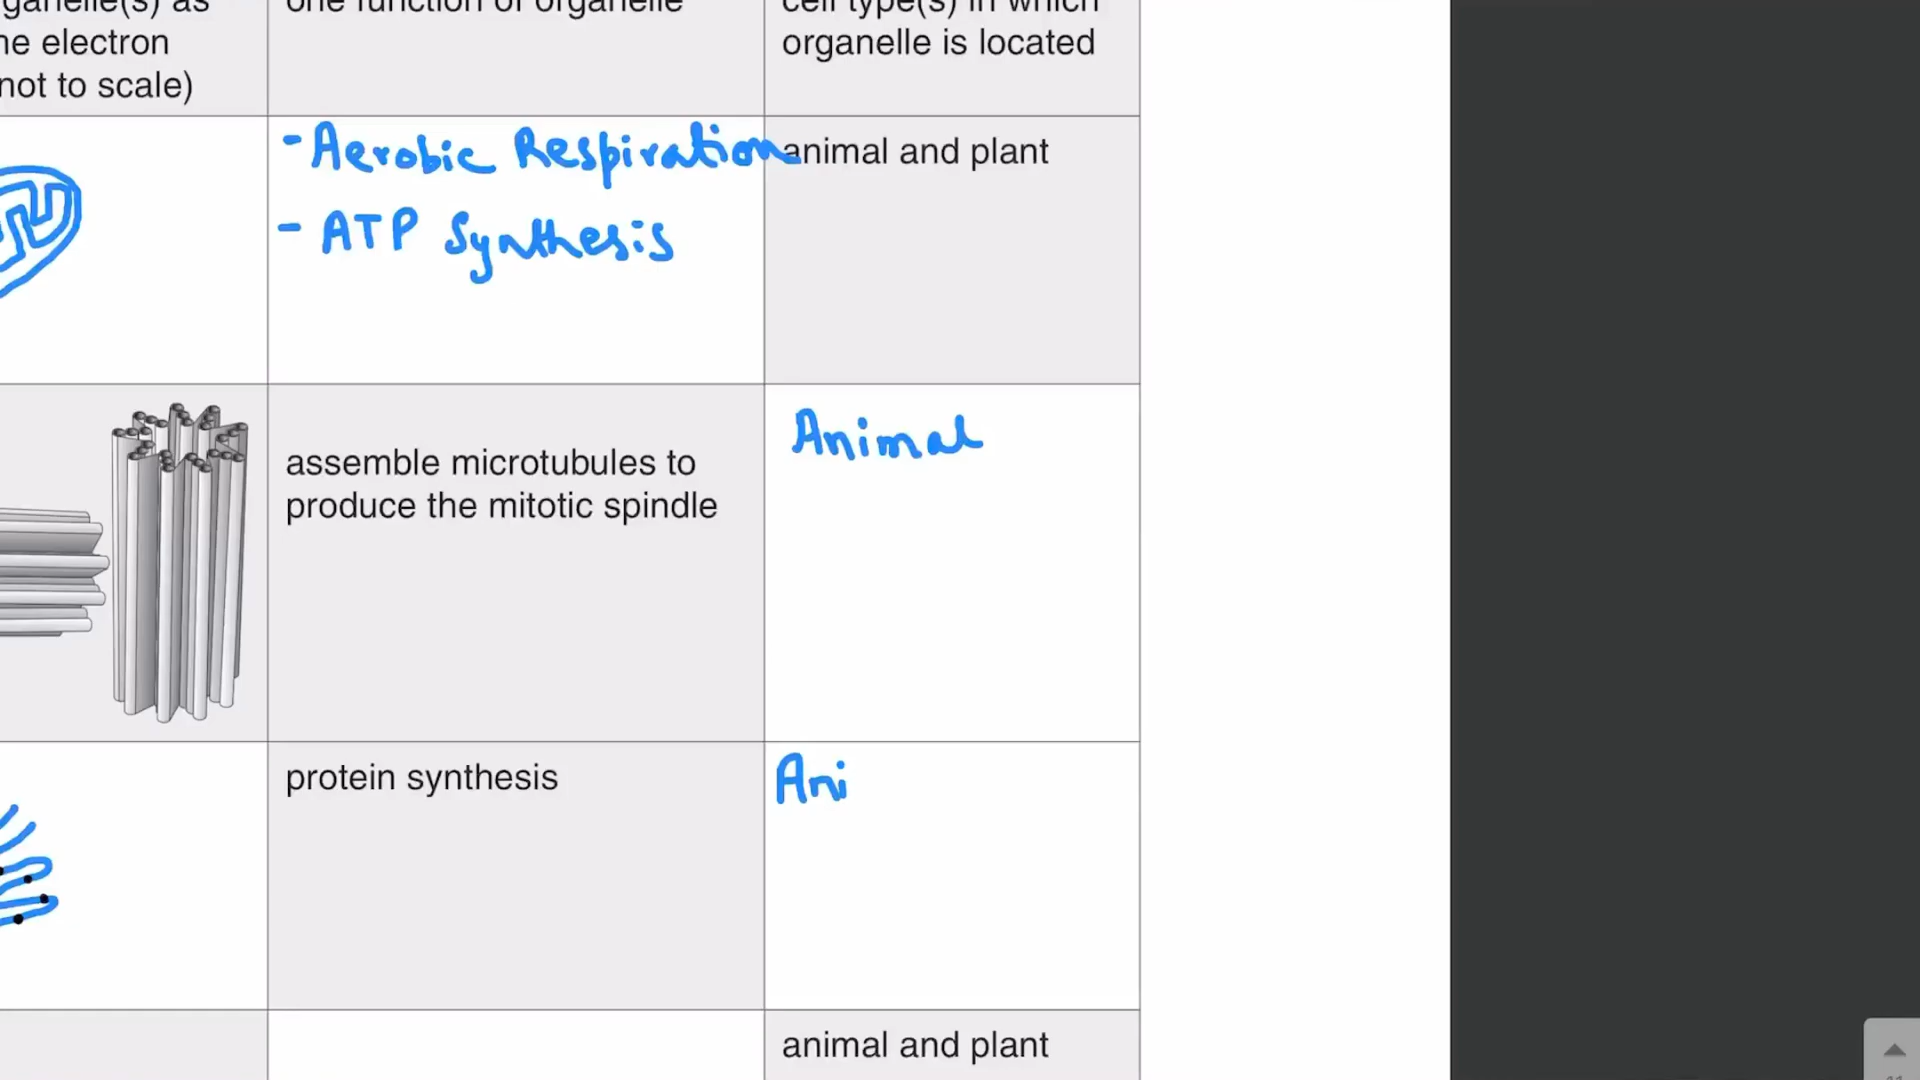 ganelle(s) as
he electron
not to scale)
one function of organelle
cell type(s) in which
organelle is located
- Aerobic Respiration
- ATP Synthesis
animal and plant
assemble microtubules to
produce the mitotic spindle
Animal
protein synthesis
Ani
animal and plant